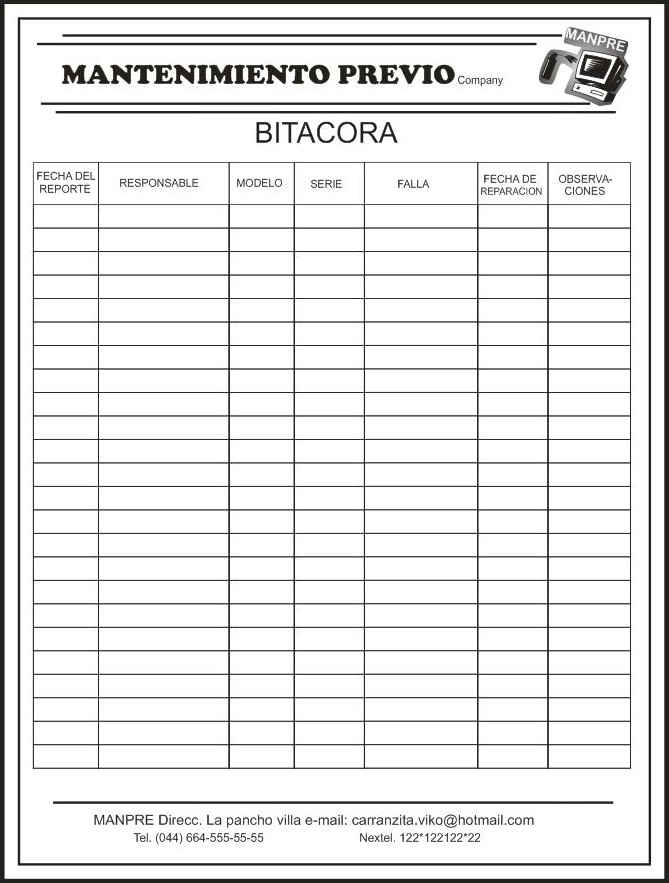 MANPRE
MANTENIMIENTO PREVIO Company
BITACORA
FECHA DEL REPORTE
RESPONSABLE
MODELO
SERIE
FALLA
FECHA DE REPARACION
OBSERVA-CIONES
MANPRE Direcc. La pancho villa e-mail: carranzita.viko@hotmail.com
Tel. (044) 664-555-55-55 Nextel. 122*122122*22